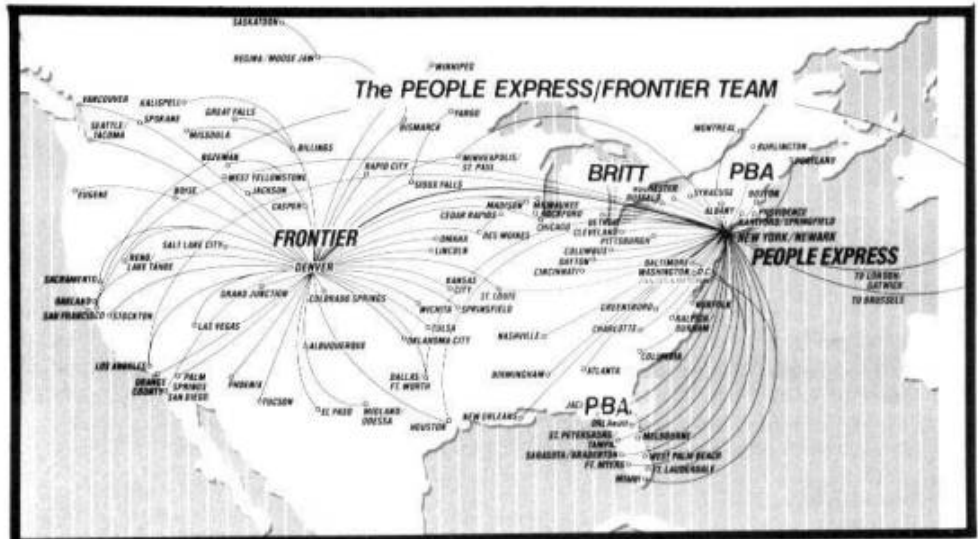 SASKATOON
REGINA/MOOSE JAW
WINNIPEG
The PEOPLE EXPRESS/FRONTIER TEAM
VANCOUVER
KALISPELL
GREAT FALLS
SPOKANE
SEATTLE/
TACOMA
MISSOULA
FARGO
BISMARCK
MONTREAL
BURLINGTON
PORTLAND
BILLINGS
BOZEMAN
WEST YELLOWSTONE
RAPID CITY
MINNEAPOLIS/
ST. PAUL
BRITT
PBA
EUGENE
BOISE
JACKSON
CASPER
SIOUX FALLS
MADISON
MILWAUKEE
ROCKFORD
CHICAGO
CEDAR RAPIDS
BUFFALO
SYRACUSE
ALBANY
BOSTON
PROVIDENCE
HARTFORD/SPRINGFIELD
DETROIT
CLEVELAND
PITTSBURGH
NEW YORK/NEWARK
PEOPLE EXPRESS
FRONTIER
SALT LAKE CITY
OMAHA
LINCOLN
DES MOINES
COLUMBUS
DAYTON
CINCINNATI
BALTIMORE
WASHINGTON D.C.
TO LONDON/
GATWICK
TO BRUSSELS
RENO/
LAKE TAHOE
SACRAMENTO
OAKLAND
SAN FRANCISCO
STOCKTON
DENVER
GRAND JUNCTION
COLORADO SPRINGS
KANSAS
CITY
ST. LOUIS
WICHITA
SPRINGFIELD
GREENSBORO
NORFOLK
RALEIGH
DURHAM
CHARLOTTE
LAS VEGAS
TULSA
OKLAHOMA CITY
NASHVILLE
ALBUQUERQUE
COLUMBIA
ATLANTA
BIRMINGHAM
LOS ANGELES
ORANGE
COUNTY
PALM
SPRINGS
SAN DIEGO
PHOENIX
TUCSON
DALLAS
FT. WORTH
EL PASO
MIDLAND
ODESSA
HOUSTON
NEW ORLEANS
PBA
ORLANDO
ST. PETERSBURG
TAMPA
MELBOURNE
SARASOTA/BRADENTON
WEST PALM BEACH
FT. MYERS
FT. LAUDERDALE
MIAMI